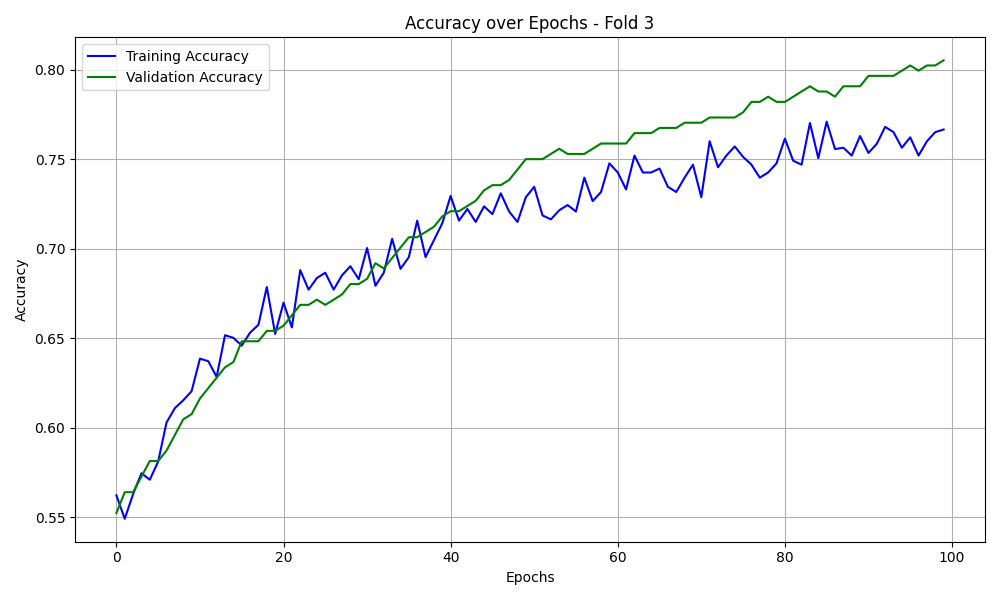 Accuracy over Epochs - Fold 3
Training Accuracy
Validation Accuracy
Accuracy
0.80
0.75
0.70
0.65
0.60
0.55
0 20 40 60 80 100
Epochs